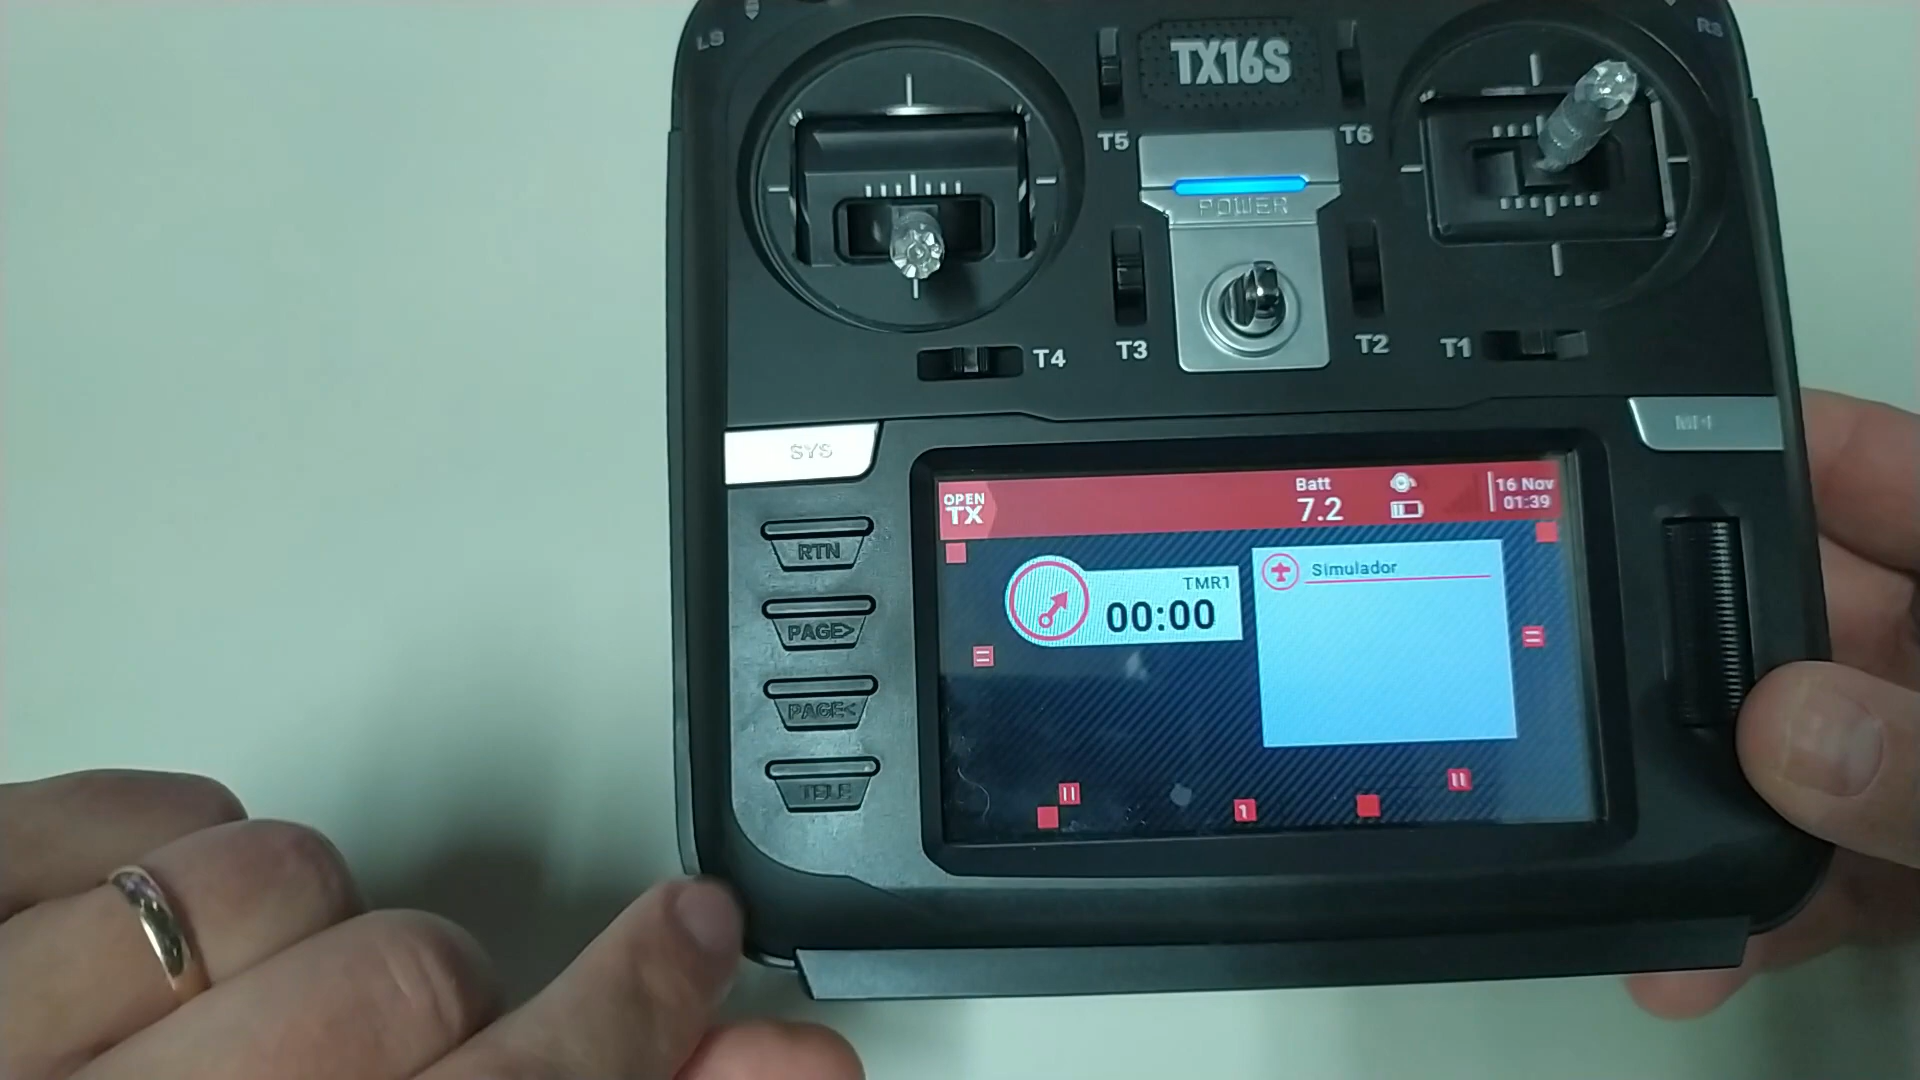 LS
TX16S
RS
T5
T6
POWER
T4
T3
T2
T1
SYS
MDL
RTN
PAGE>
PAGE<
TELE
OPEN
TX
Batt
7.2
16 Nov
01:39
TMR1
00:00
Simulador
1